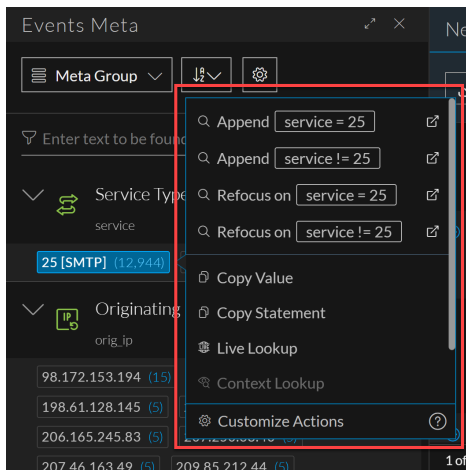 Events Meta
Ne
Meta Group
Enter text to be foun
Append service = 25
Append service != 25
Refocus on service = 25
Refocus on service != 25
Service Type
service
25 [SMTP] (12,944)
Copy Value
Copy Statement
Live Lookup
Context Lookup
Customize Actions
Originating
orig_ip
98.172.153.194 (15)
198.61.128.145 (5)
206.165.245.83 (5)
207.46.163.49 (5) 209.85.212.44 (5)
1 of